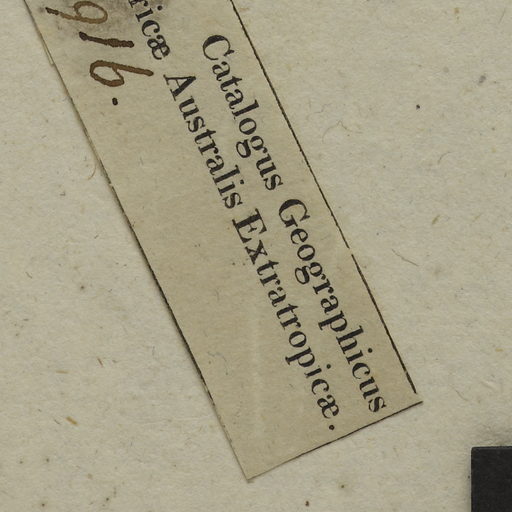 Catalogus Geographicus
ricæ Australis Extratropicæ.
916.